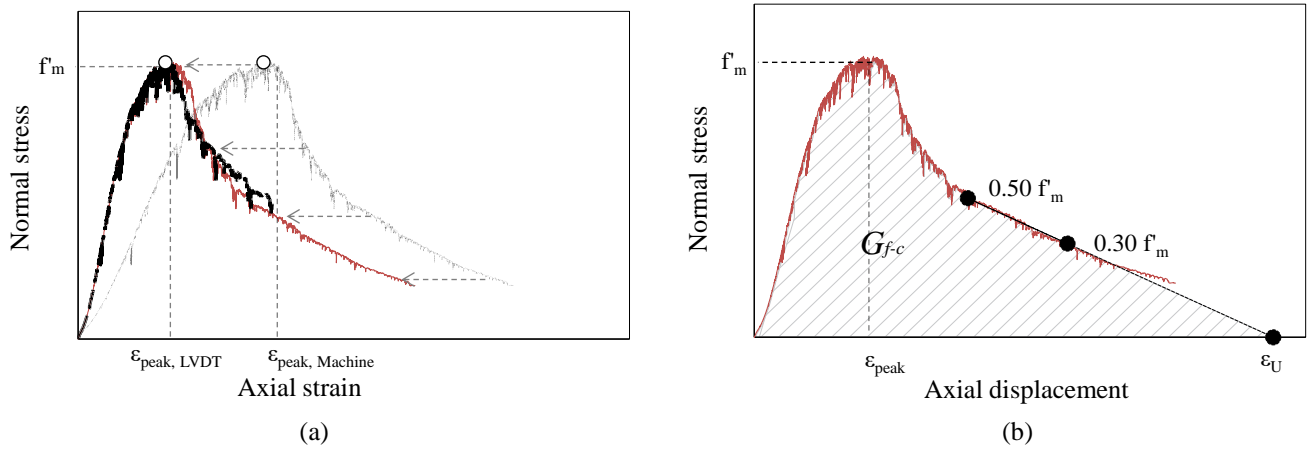 f'm
Normal stress
εpeak, LVDT
εpeak, Machine
Axial strain
(a)
f'm
Normal stress
0.50 f'm
0.30 f'm
Gf-c
εpeak
εU
Axial displacement
(b)